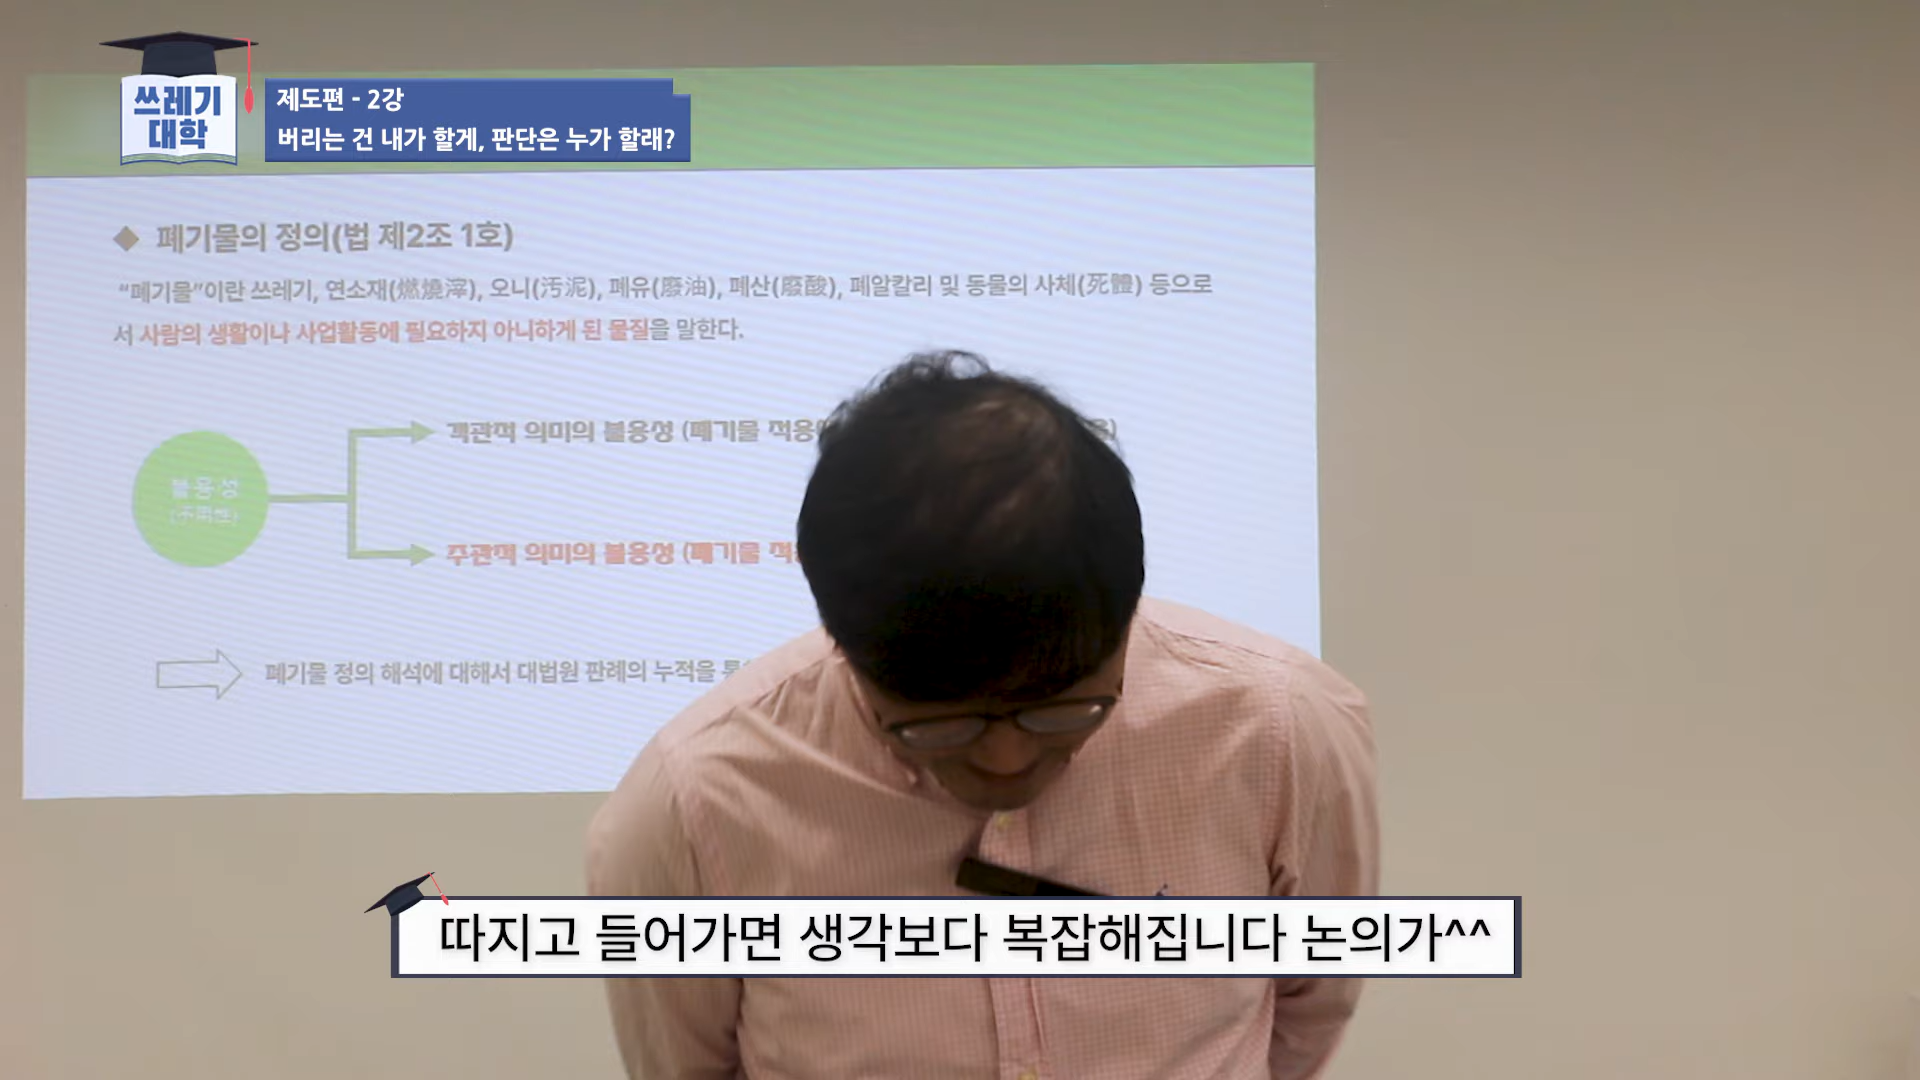 쓰레기
대학
제도편 - 2강
버리는 건 내가 할게, 판단은 누가 할래?
◆ 폐기물의 정의(법 제2조 1호)
“폐기물”이란 쓰레기, 연소재(燃燒滓), 오니(汚泥), 폐유(廢油), 폐산(廢酸), 폐알칼리 및 동물의 사체(死體) 등으로
서 사람의 생활이나 사업활동에 필요하지 아니하게 된 물질을 말한다.
객관적 의미의 불용성 (폐기물
불용성
(不用性)
주관적 의미의 불용성 (폐기물
폐기물 정의 해석에 대해서 대법원 판례의 누적을
따지고 들어가면 생각보다 복잡해집니다 논의가^^